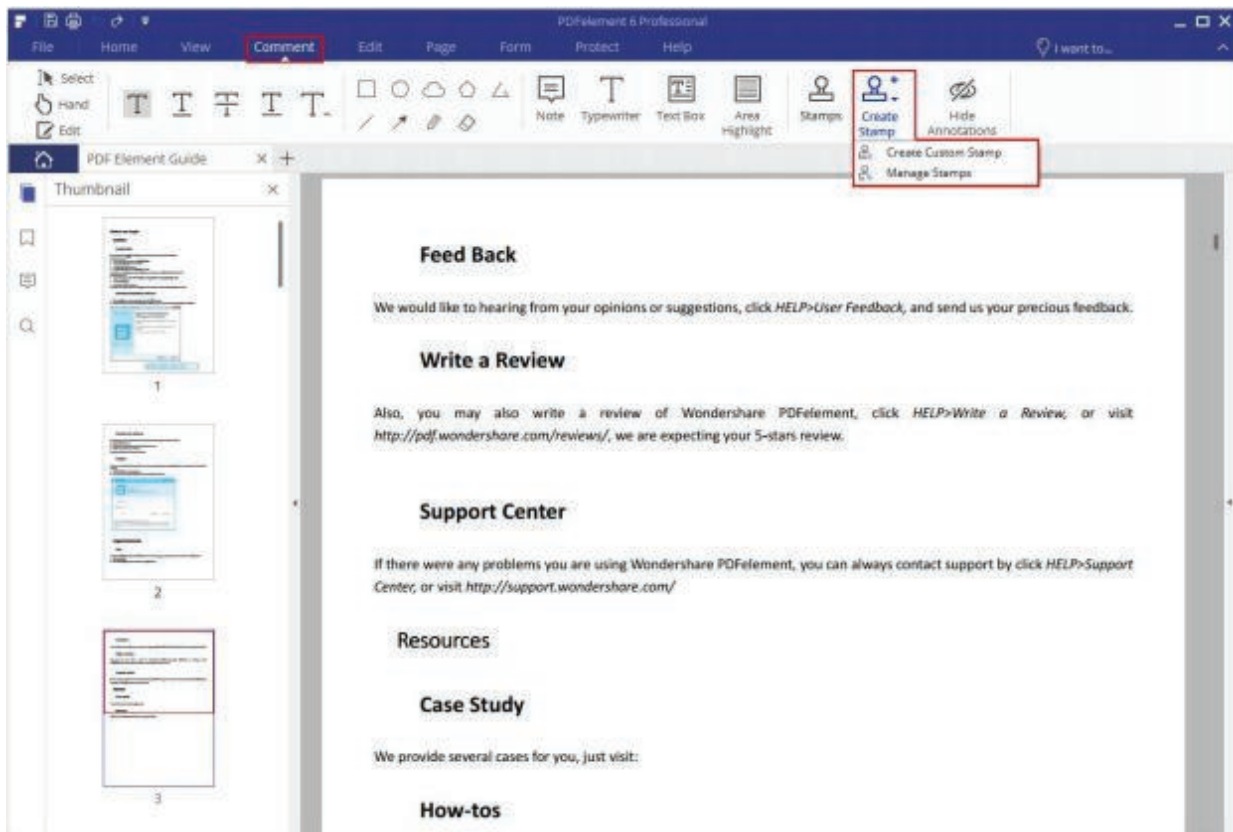 PDFelement 6 Professional
File Home View Comment Edit Page Form Protect Help I want to...
Select
Hand
Edit
T T T T T
Note Typewriter Text Box Area Highlight Stamps Create Stamp Hide Annotations
Create Custom Stamp
Manage Stamps
PDF Element Guide
Thumbnail
1
2
3
Feed Back
We would like to hearing from your opinions or suggestions, click HELP>User Feedback, and send us your precious feedback.
Write a Review
Also, you may also write a review of Wondershare PDFelement, click HELP>Write a Review, or visit
http://pdf.wondershare.com/reviews/, we are expecting your 5-stars review.
Support Center
If there were any problems you are using Wondershare PDFelement, you can always contact support by click HELP>Support
Center, or visit http://support.wondershare.com/
Resources
Case Study
We provide several cases for you, just visit:
How-tos